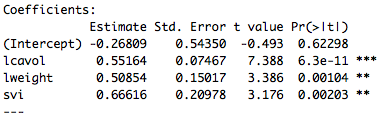 Coefficients:
            Estimate Std. Error t value Pr(>|t|)
(Intercept) -0.26809    0.54350  -0.493  0.62298
lcavol       0.55164    0.07467   7.388  6.3e-11 ***
lweight      0.50854    0.15017   3.386  0.00104 **
svi          0.66616    0.20978   3.176  0.00203 **
---